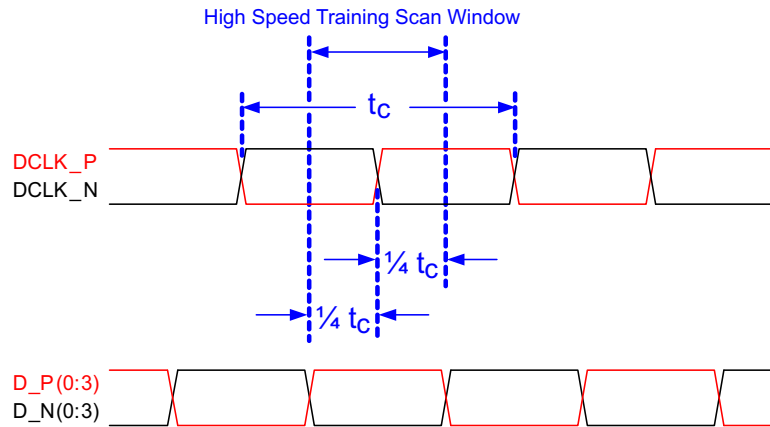 High Speed Training Scan Window
tC
DCLK_P
DCLK_N
¼ tC
¼ tC
D_P(0:3)
D_N(0:3)